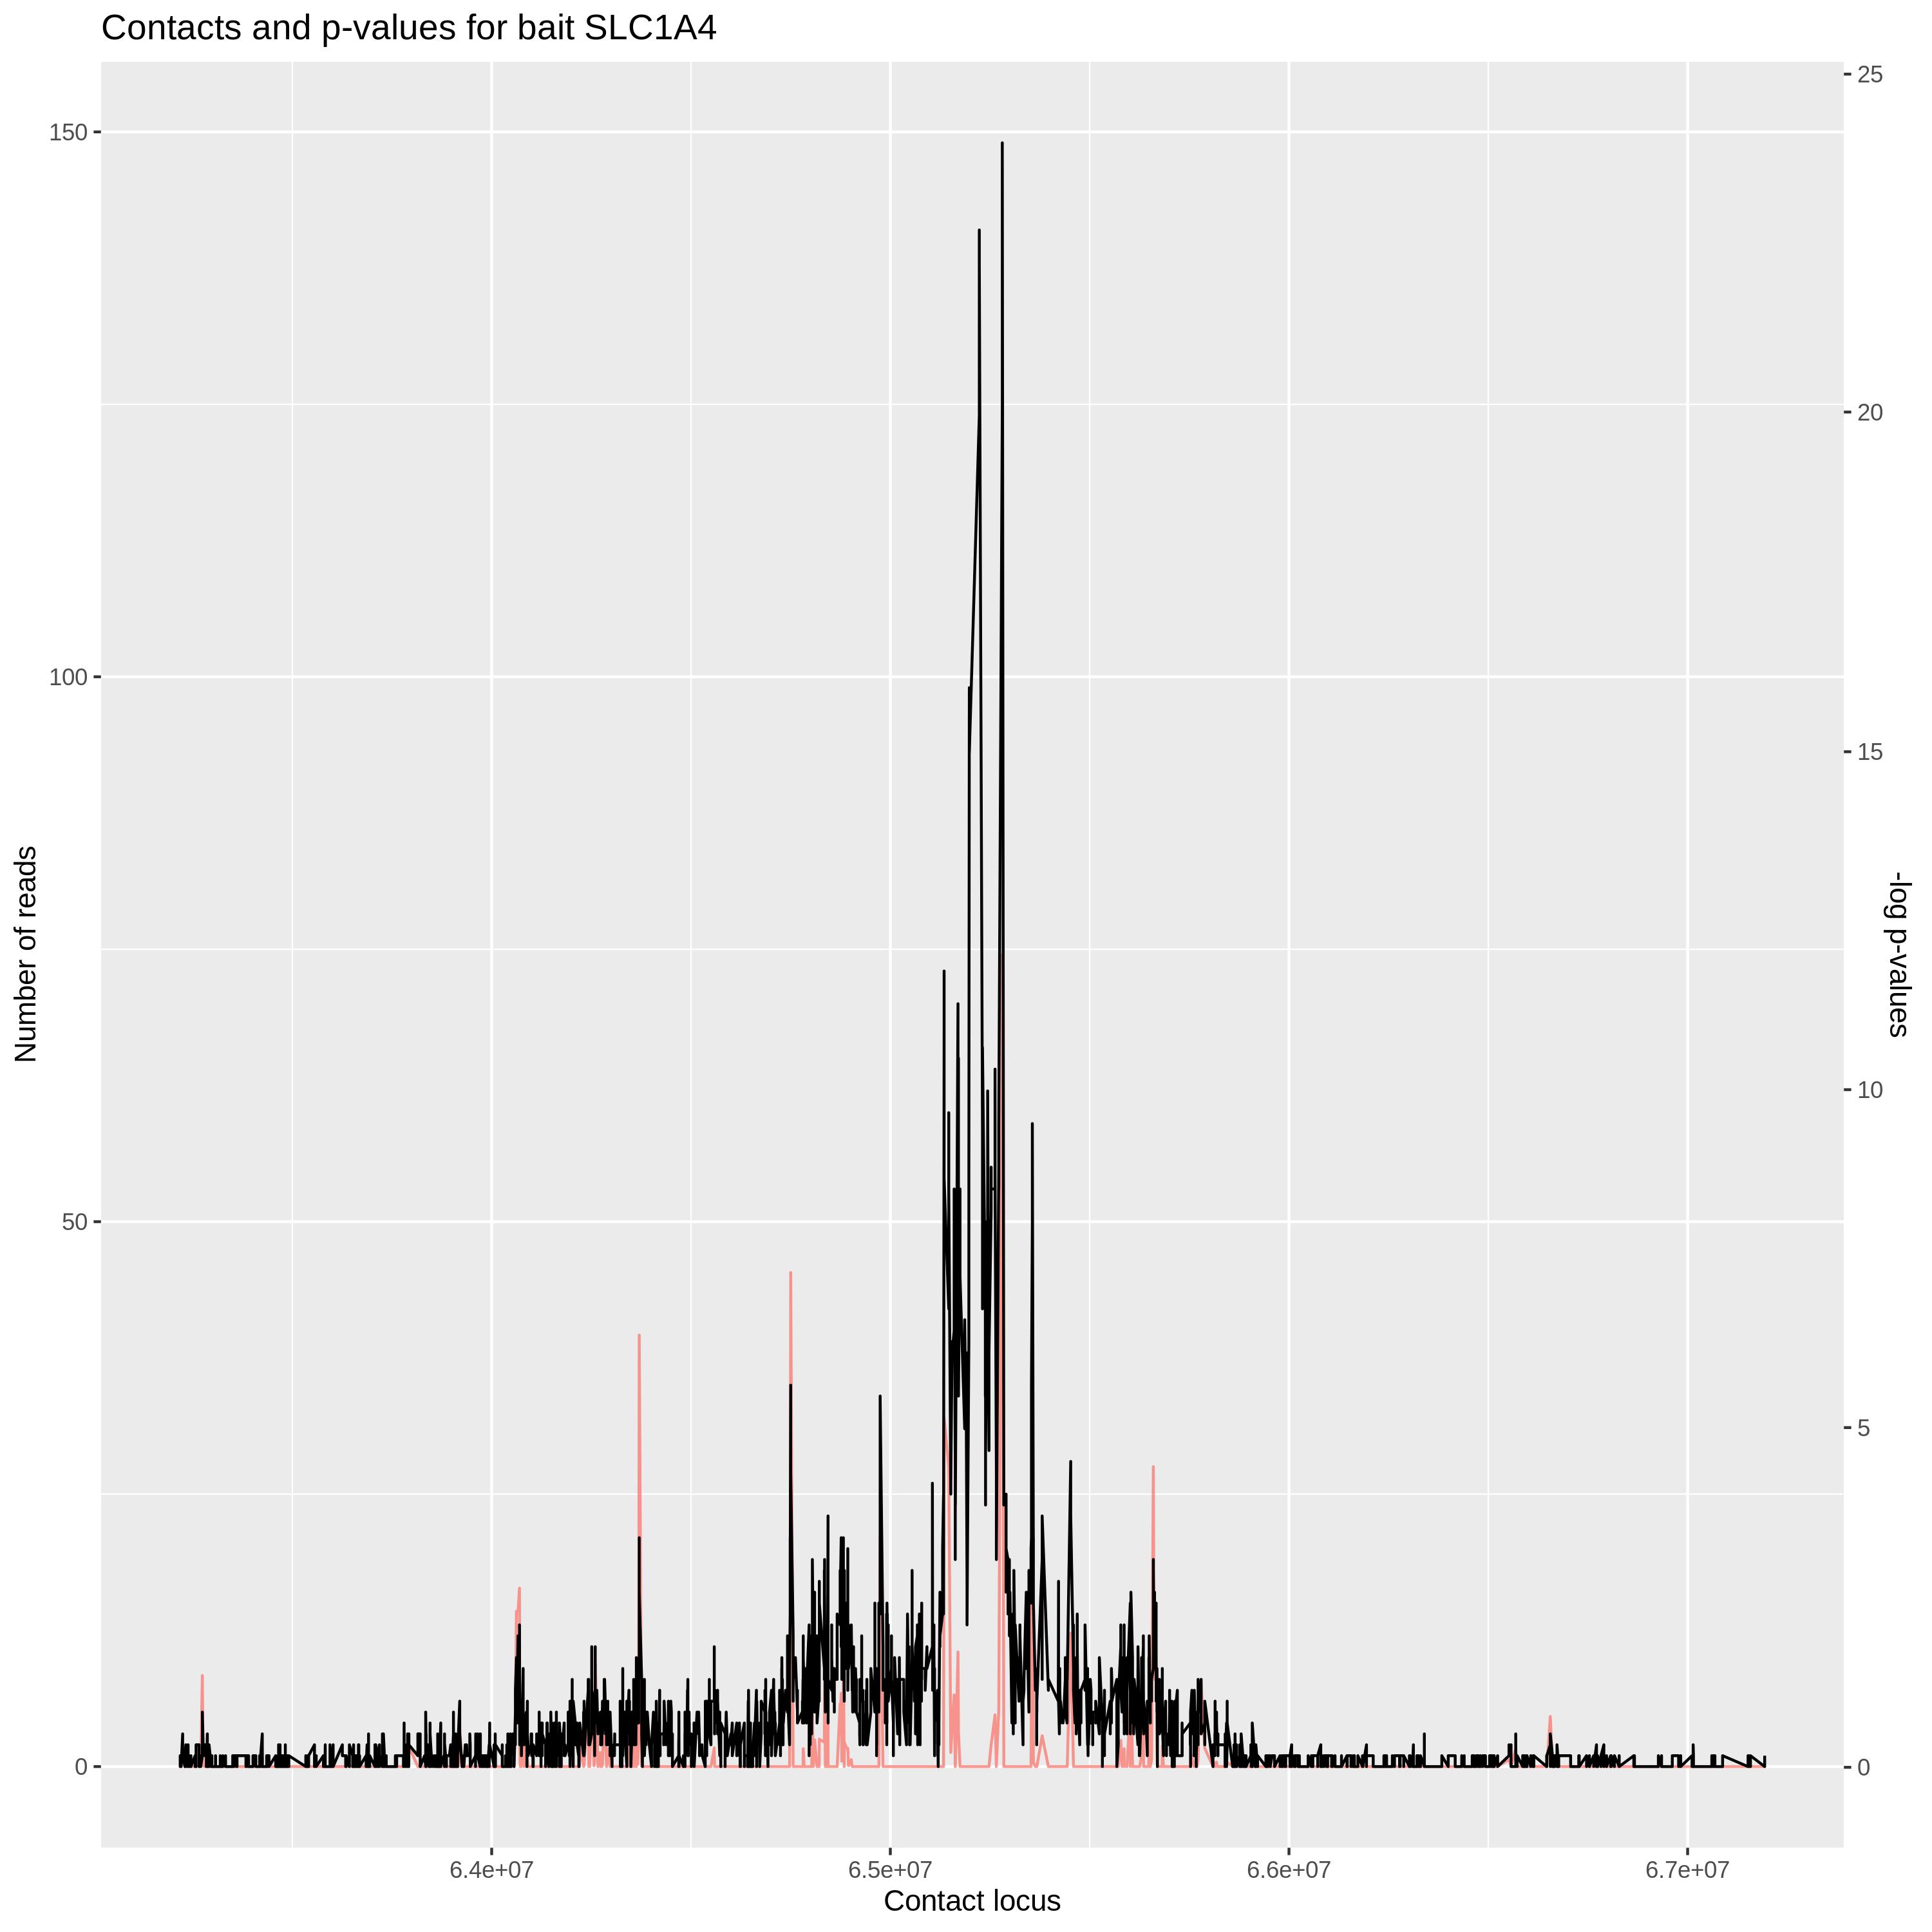 Contacts and p-values for bait SLC1A4
150
100
50
0
Number of reads
25
20
15
10
5
0
-log p-values
6.4e+07
6.5e+07
6.6e+07
6.7e+07
Contact locus